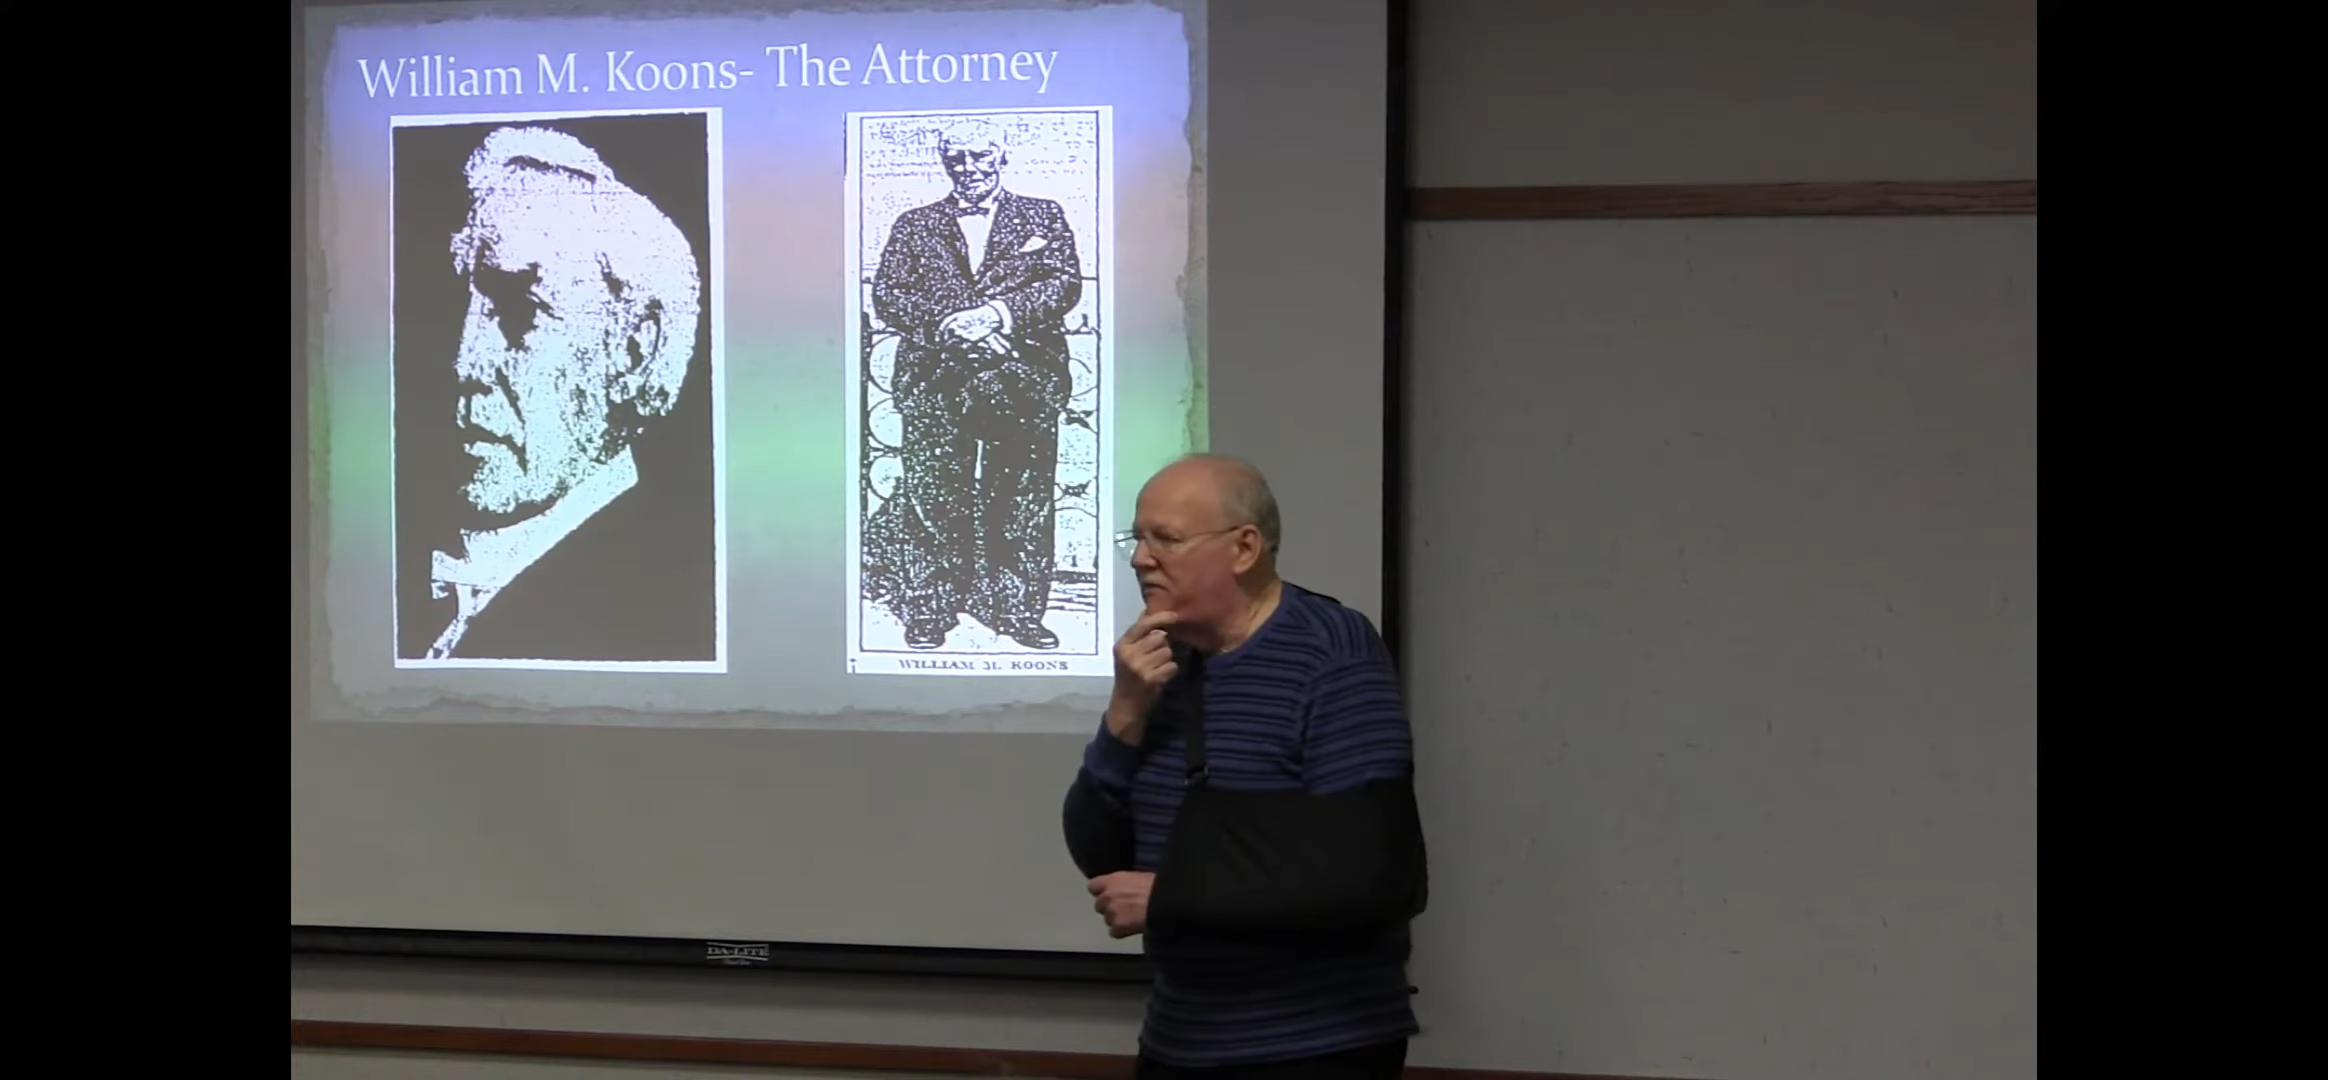 William M. Koons- The Attorney
WILLIAM M. KOONS
DA-LITE